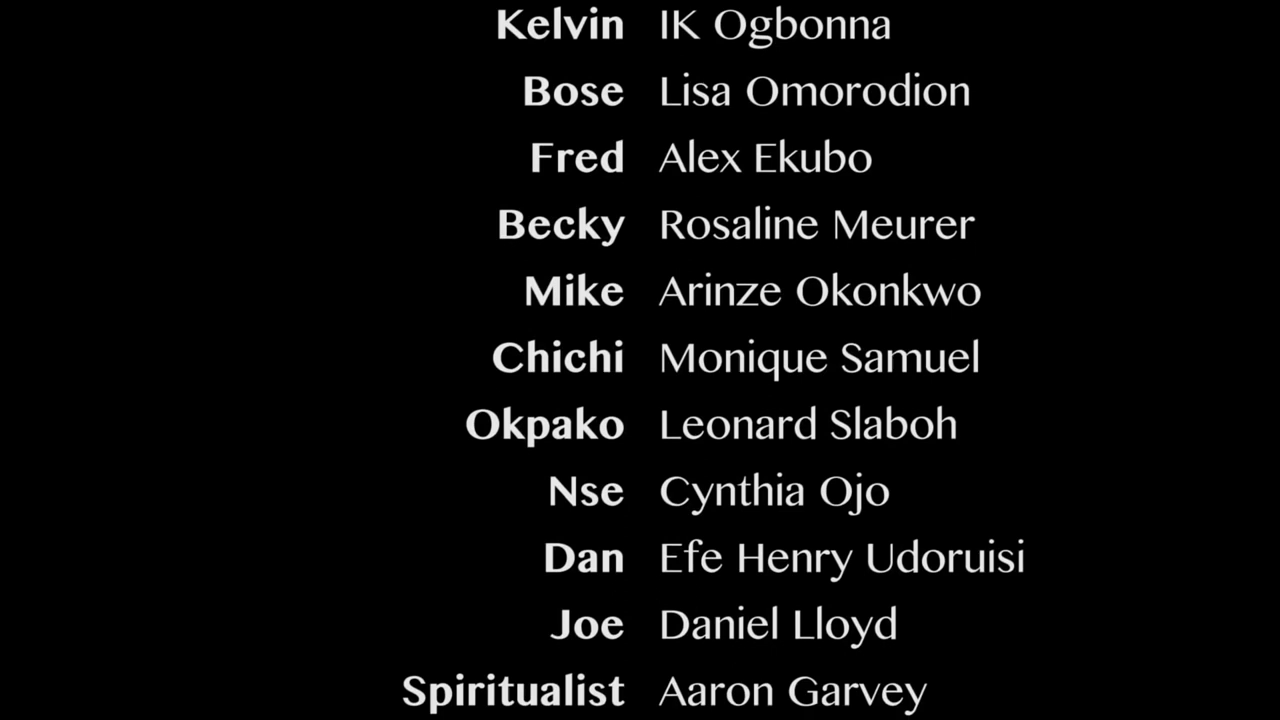 Kelvin IK Ogbonna
Bose Lisa Omorodion
Fred Alex Ekubo
Becky Rosaline Meurer
Mike Arinze Okonkwo
Chichi Monique Samuel
Okpako Leonard Slaboh
Nse Cynthia Ojo
Dan Efe Henry Udoruisi
Joe Daniel Lloyd
Spiritualist Aaron Garvey